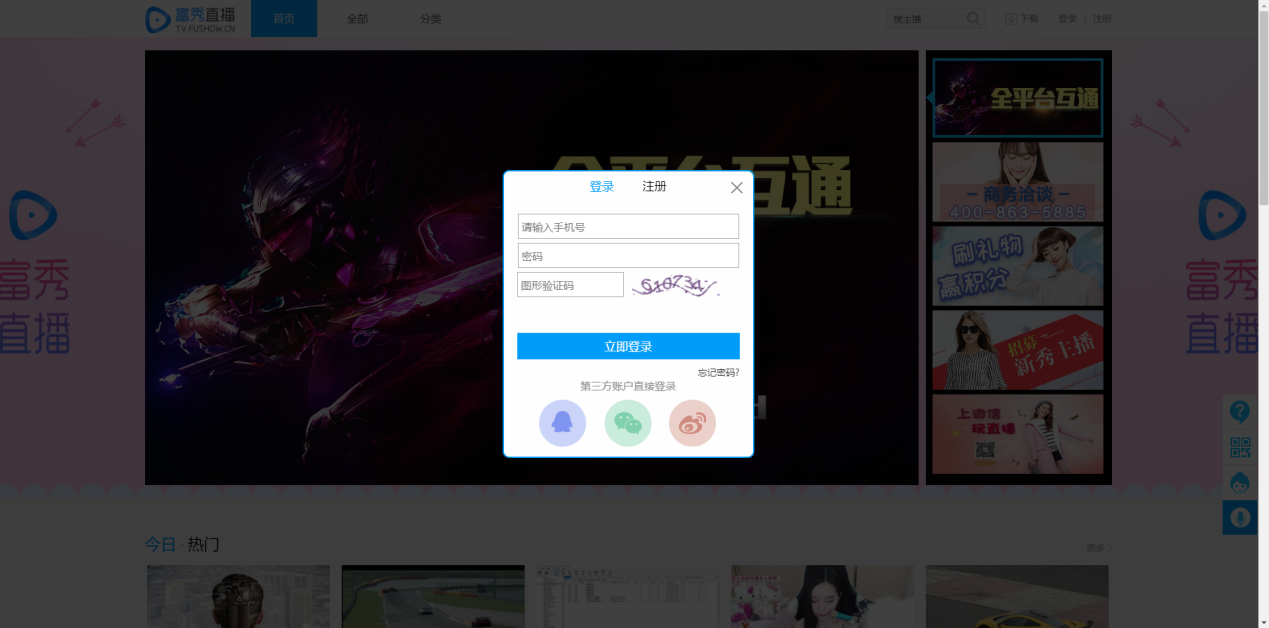 富秀直播
TV.FUSHOW.CN
首页
全部
分类
搜主播
下载
登录 | 注册
全平台互通
全平台互通
商务洽谈
400-863-5885
刷礼物
赢积分
招募
新秀主播
上微信
玩直播
富秀
直播
富秀
直播
登录
注册
请输入手机号
密码
图形验证码
立即登录
忘记密码?
第三方账户直接登录
今日 · 热门
更多